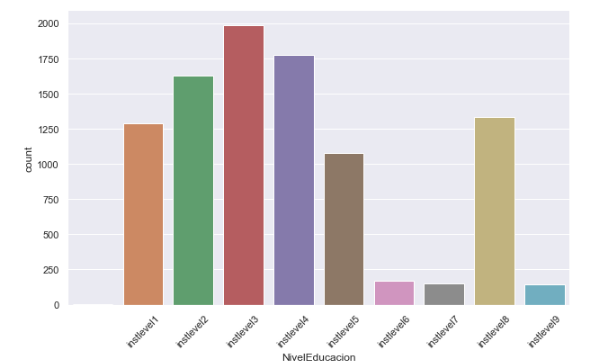 2000
1750
1500
1250
1000
750
500
250
0
count
instlevel1
instlevel2
instlevel3
instlevel4
instlevel5
instlevel6
instlevel7
instlevel8
instlevel9
NivelEducacion